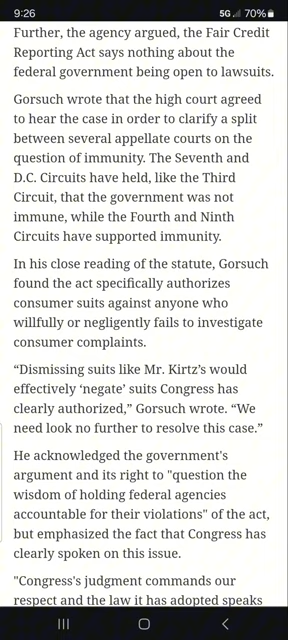 9:26
5G 70%
Further, the agency argued, the Fair Credit
Reporting Act says nothing about the
federal government being open to lawsuits.
Gorsuch wrote that the high court agreed
to hear the case in order to clarify a split
between several appellate courts on the
question of immunity. The Seventh and
D.C. Circuits have held, like the Third
Circuit, that the government was not
immune, while the Fourth and Ninth
Circuits have supported immunity.
In his close reading of the statute, Gorsuch
found the act specifically authorizes
consumer suits against anyone who
willfully or negligently fails to investigate
consumer complaints.
“Dismissing suits like Mr. Kirtz’s would
effectively ‘negate’ suits Congress has
clearly authorized,” Gorsuch wrote. “We
need look no further to resolve this case.”
He acknowledged the government's
argument and its right to "question the
wisdom of holding federal agencies
accountable for their violations" of the act,
but emphasized the fact that Congress has
clearly spoken on this issue.
"Congress's judgment commands our
respect and the law it has adopted speaks